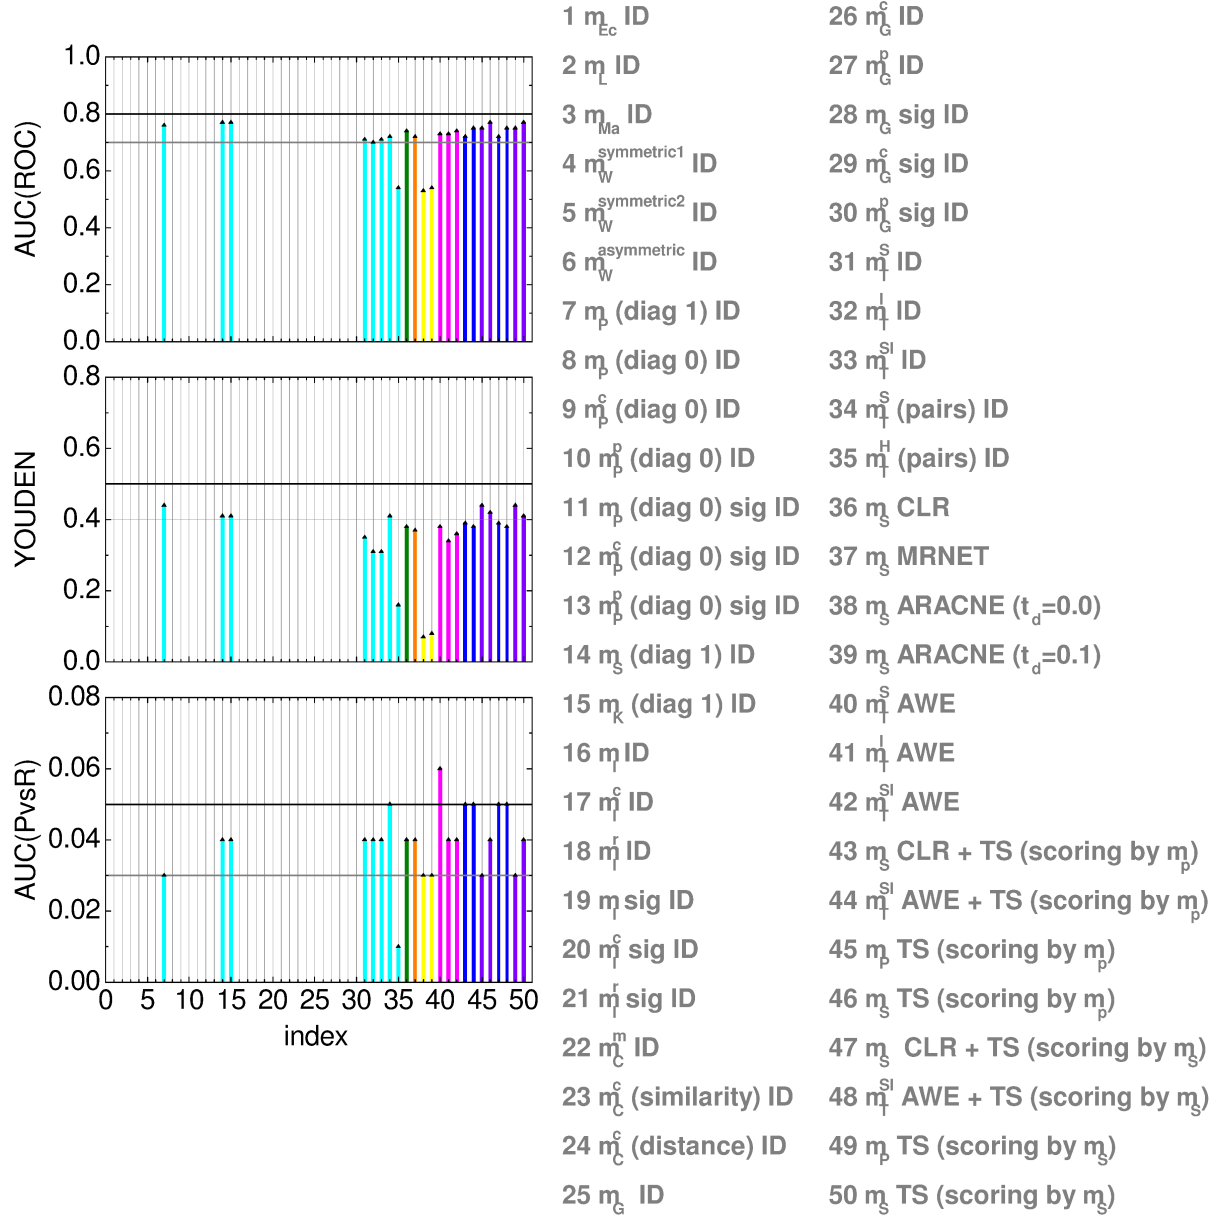 AUC(ROC)
1.0
0.8
0.6
0.4
0.2
0.0
YOUDEN
0.8
0.6
0.4
0.2
0.0
AUC(PvsR)
0.08
0.06
0.04
0.02
0.00
0 5 10 15 20 25 30 35 40 45 50
index
1 m_Ec ID
2 m_L ID
3 m_Ma ID
4 m_W^symmetric1 ID
5 m_W^symmetric2 ID
6 m_W^asymmetric ID
7 m_P (diag 1) ID
8 m_P (diag 0) ID
9 m_P^c (diag 0) ID
10 m_P^p (diag 0) ID
11 m_P (diag 0) sig ID
12 m_P^c (diag 0) sig ID
13 m_P^p (diag 0) sig ID
14 m_S (diag 1) ID
15 m_K (diag 1) ID
16 m_I ID
17 m_I^c ID
18 m_I^r ID
19 m_I sig ID
20 m_I^c sig ID
21 m_I^r sig ID
22 m_C^m ID
23 m_C^c (similarity) ID
24 m_C^c (distance) ID
25 m_G ID
26 m_G^c ID
27 m_G^p ID
28 m_G sig ID
29 m_G^c sig ID
30 m_G^p sig ID
31 m_T^S ID
32 m_T^I ID
33 m_T^SI ID
34 m_T^S (pairs) ID
35 m_T^H (pairs) ID
36 m_S CLR
37 m_S MRNET
38 m_S ARACNE (t_d=0.0)
39 m_S ARACNE (t_d=0.1)
40 m_T^S AWE
41 m_T^I AWE
42 m_T^SI AWE
43 m_S CLR + TS (scoring by m_p)
44 m_T^SI AWE + TS (scoring by m_p)
45 m_P TS (scoring by m_p)
46 m_S TS (scoring by m_p)
47 m_S CLR + TS (scoring by m_S)
48 m_T^SI AWE + TS (scoring by m_S)
49 m_P TS (scoring by m_S)
50 m_S TS (scoring by m_S)